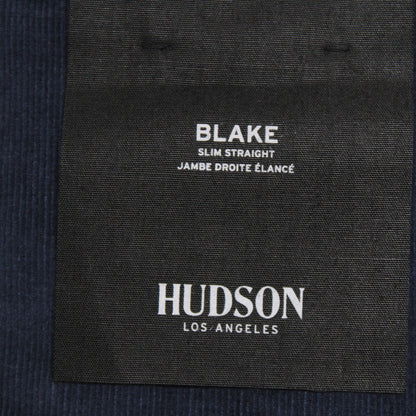 BLAKE
SLIM STRAIGHT
JAMBE DROITE ÉLANCÉ
HUDSON
LOS ANGELES